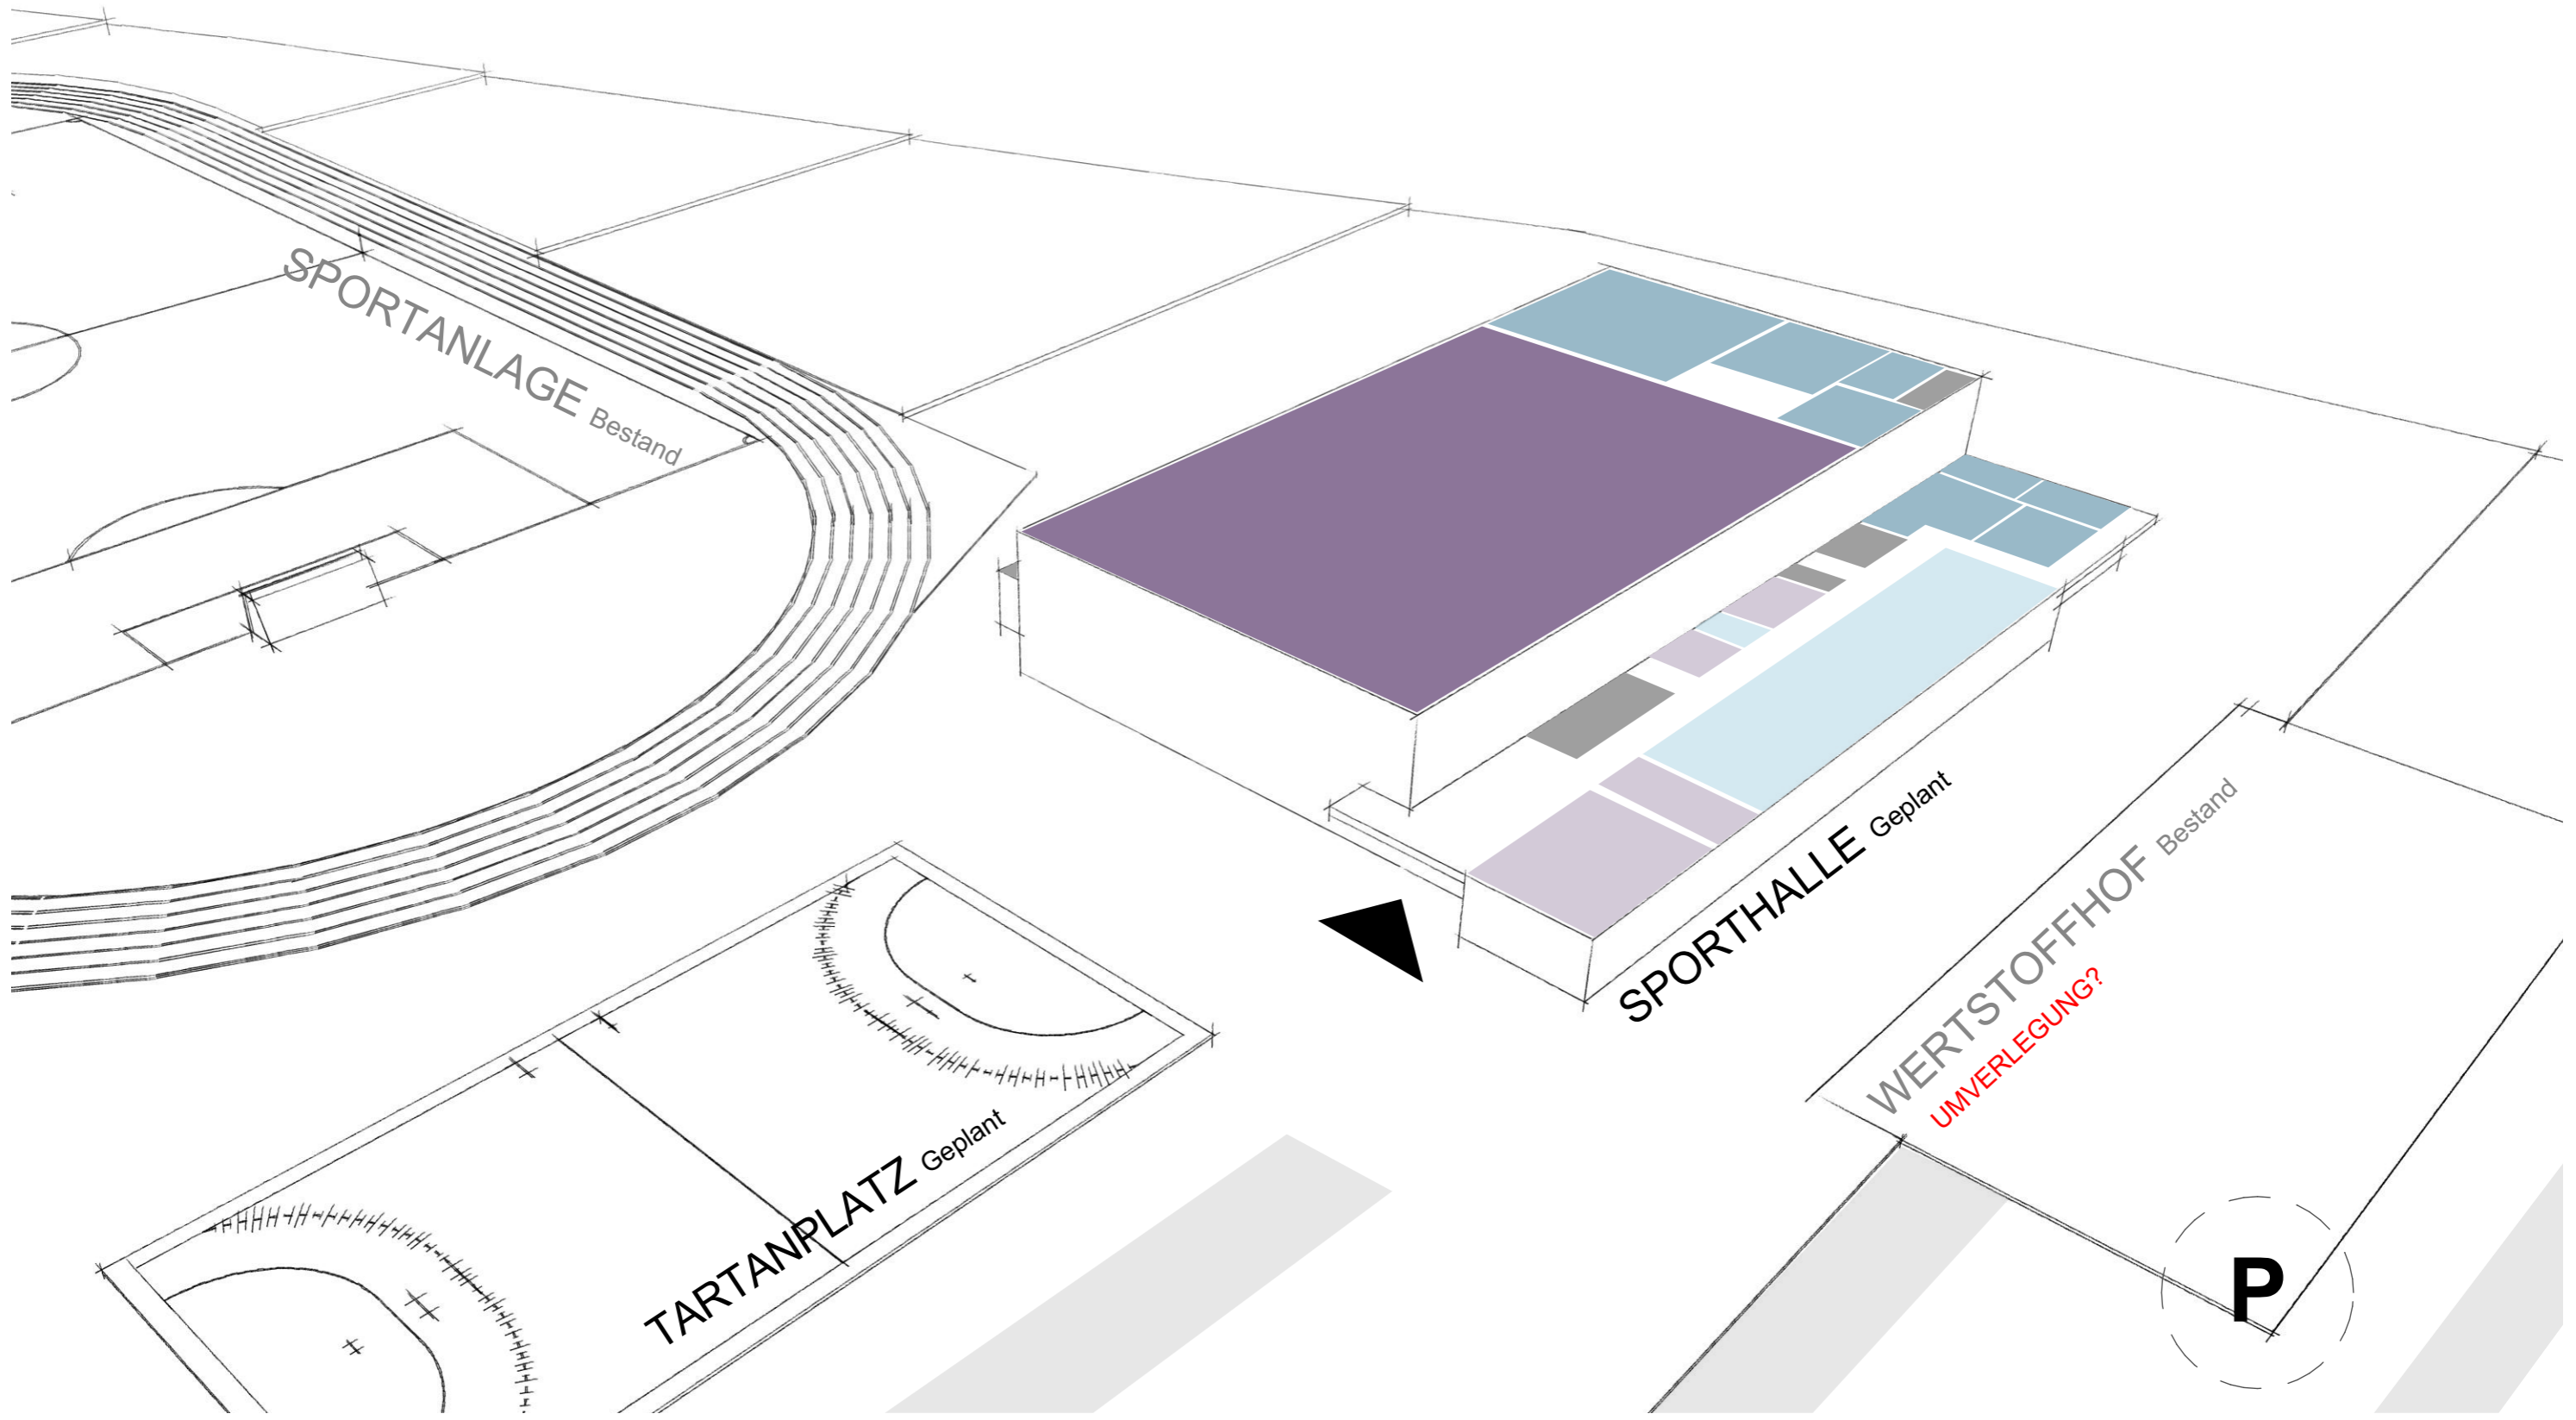 SPORTANLAGE Bestand
SPORTHALLE Geplant
WERTSTOFFHOF Bestand
UMVERLEGUNG?
TARTANPLATZ Geplant
P